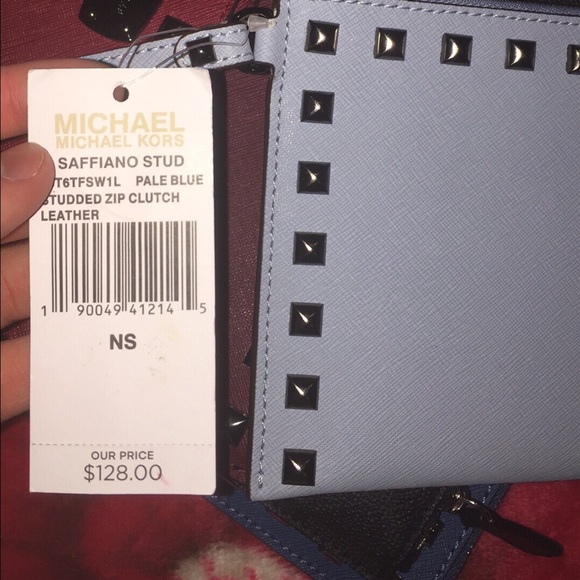 MICHAEL
MICHAEL KORS
SAFFIANO STUD
T6TFSW1L PALE BLUE
STUDDED ZIP CLUTCH
LEATHER
1 90049 41214 5
NS
OUR PRICE
$128.00